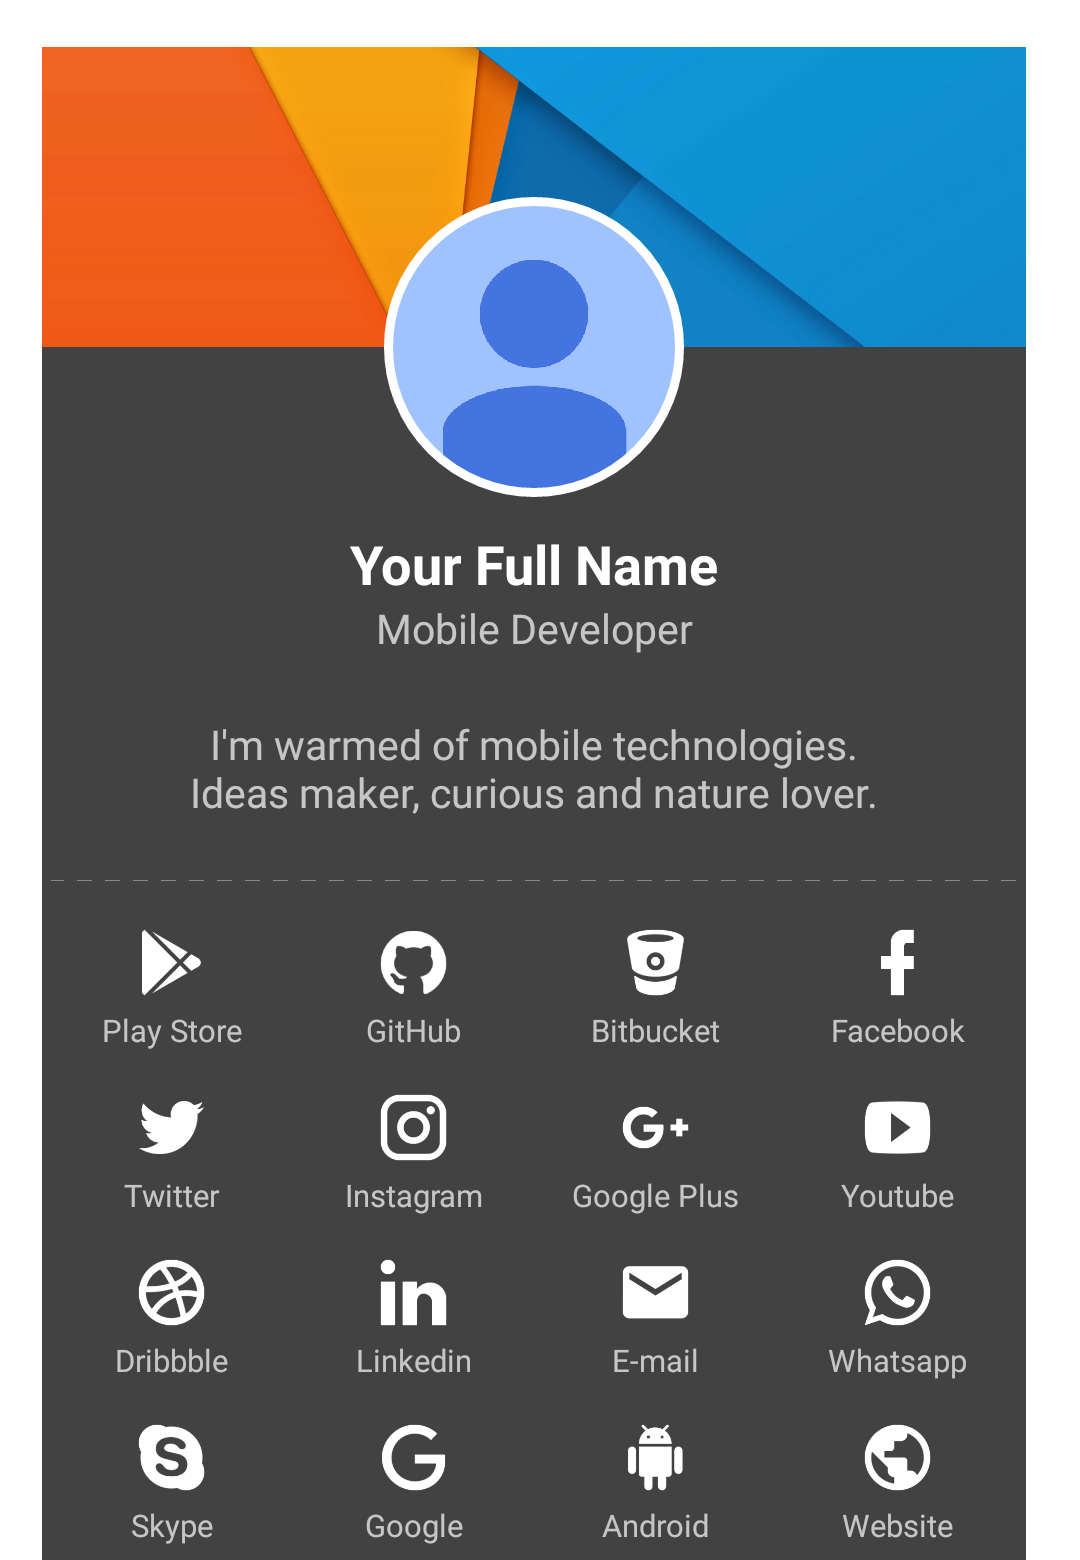 Your Full Name
Mobile Developer
I'm warmed of mobile technologies.
Ideas maker, curious and nature lover.
Play Store
GitHub
Bitbucket
Facebook
Twitter
Instagram
Google Plus
Youtube
Dribbble
Linkedin
E-mail
Whatsapp
Skype
Google
Android
Website